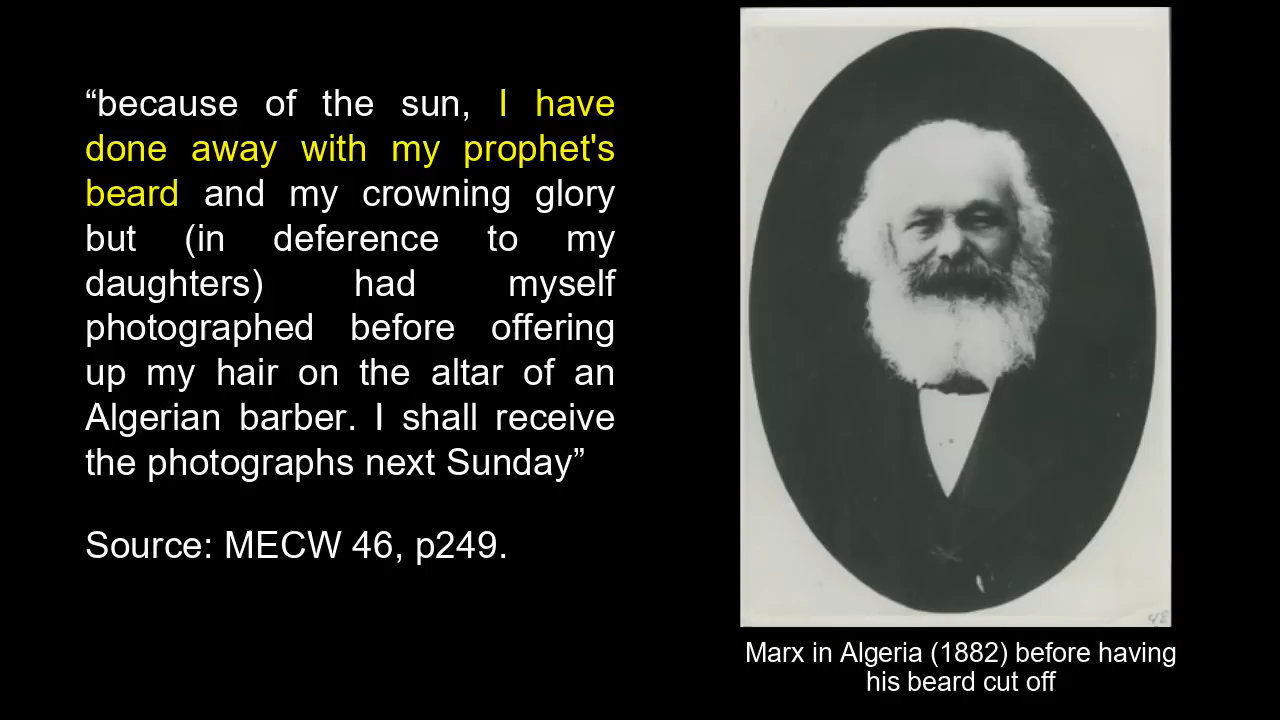 “because of the sun, I have
done away with my prophet's
beard and my crowning glory
but (in deference to my
daughters) had myself
photographed before offering
up my hair on the altar of an
Algerian barber. I shall receive
the photographs next Sunday”
Source: MECW 46, p249.
Marx in Algeria (1882) before having
his beard cut off